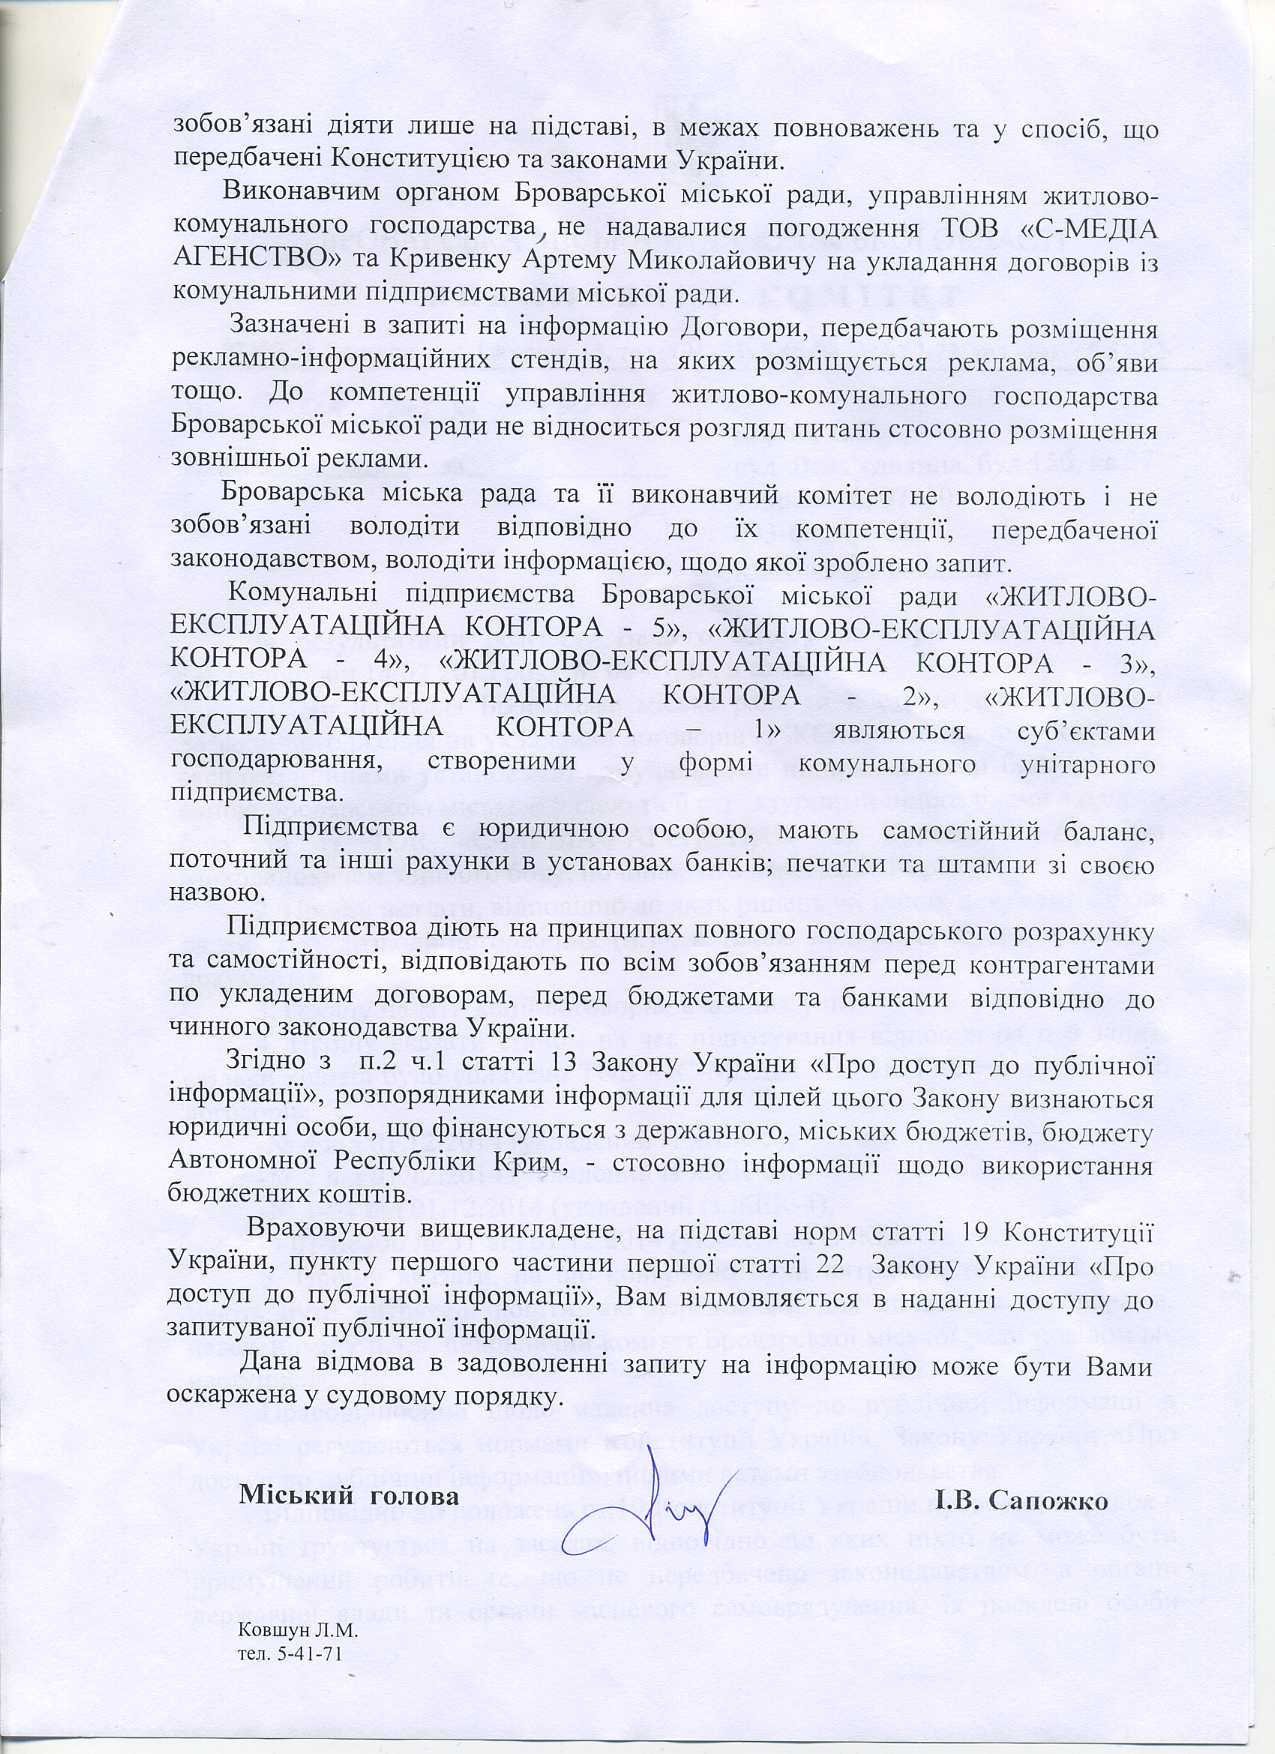 зобов’язані діяти лише на підставі, в межах повноважень та у спосіб, що
передбачені Конституцією та законами України.
Виконавчим органом Броварської міської ради, управлінням житлово-
комунального господарства, не надавалися погодження ТОВ «С-МЕДІА
АГЕНСТВО» та Кривенку Артему Миколайовичу на укладання договорів із
комунальними підприємствами міської ради.
Зазначені в запиті на інформацію Договори, передбачають розміщення
рекламно-інформаційних стендів, на яких розміщується реклама, об’яви
тощо. До компетенції управління житлово-комунального господарства
Броварської міської ради не відноситься розгляд питань стосовно розміщення
зовнішньої реклами.
Броварська міська рада та її виконавчий комітет не володіють і не
зобов’язані володіти відповідно до їх компетенції, передбаченої
законодавством, володіти інформацією, щодо якої зроблено запит.
Комунальні підприємства Броварської міської ради «ЖИТЛОВО-
ЕКСПЛУАТАЦІЙНА КОНТОРА - 5», «ЖИТЛОВО-ЕКСПЛУАТАЦІЙНА
КОНТОРА - 4», «ЖИТЛОВО-ЕКСПЛУАТАЦІЙНА КОНТОРА - 3»,
«ЖИТЛОВО-ЕКСПЛУАТАЦІЙНА КОНТОРА - 2», «ЖИТЛОВО-
ЕКСПЛУАТАЦІЙНА КОНТОРА – 1» являються суб’єктами
господарювання, створеними у формі комунального унітарного
підприємства.
Підприємства є юридичною особою, мають самостійний баланс,
поточний та інші рахунки в установах банків; печатки та штампи зі своєю
назвою.
Підприємствоа діють на принципах повного господарського розрахунку
та самостійності, відповідають по всім зобов’язанням перед контрагентами
по укладеним договорам, перед бюджетами та банками відповідно до
чинного законодавства України.
Згідно з п.2 ч.1 статті 13 Закону України «Про доступ до публічної
інформації», розпорядниками інформації для цілей цього Закону визнаються
юридичні особи, що фінансуються з державного, міських бюджетів, бюджету
Автономної Республіки Крим, - стосовно інформації щодо використання
бюджетних коштів.
Враховуючи вищевикладене, на підставі норм статті 19 Конституції
України, пункту першого частини першої статті 22 Закону України «Про
доступ до публічної інформації», Вам відмовляється в наданні доступу до
запитуваної публічної інформації.
Дана відмова в задоволенні запиту на інформацію може бути Вами
оскаржена у судовому порядку.
Міський голова І.В. Сапожко
Ковшун Л.М.
тел. 5-41-71